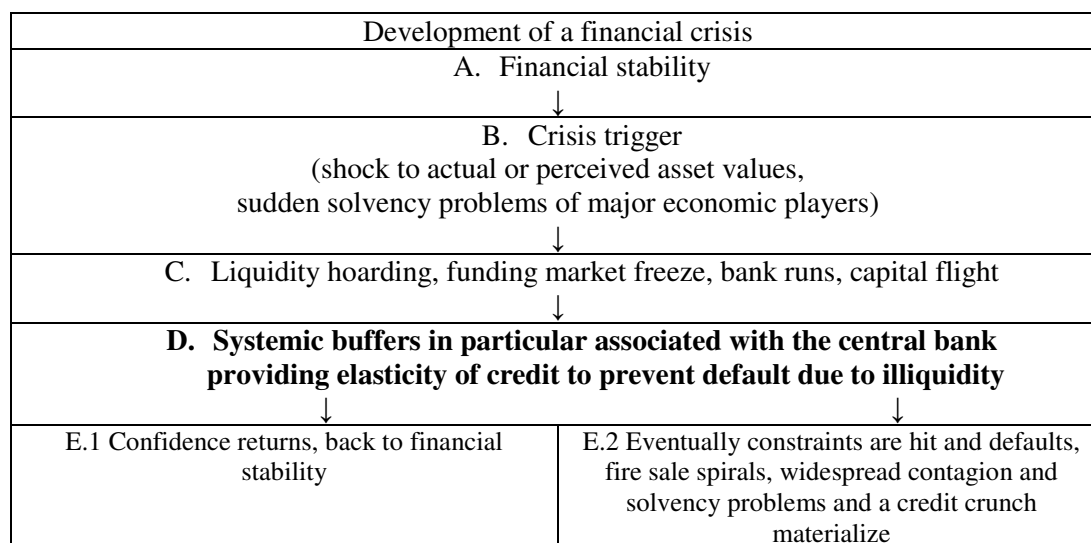 Development of a financial crisis
A. Financial stability
↓
B. Crisis trigger
(shock to actual or perceived asset values,
sudden solvency problems of major economic players)
↓
C. Liquidity hoarding, funding market freeze, bank runs, capital flight
↓
D. Systemic buffers in particular associated with the central bank
providing elasticity of credit to prevent default due to illiquidity
↓ ↓
E.1 Confidence returns, back to financial
stability
E.2 Eventually constraints are hit and defaults,
fire sale spirals, widespread contagion and
solvency problems and a credit crunch
materialize